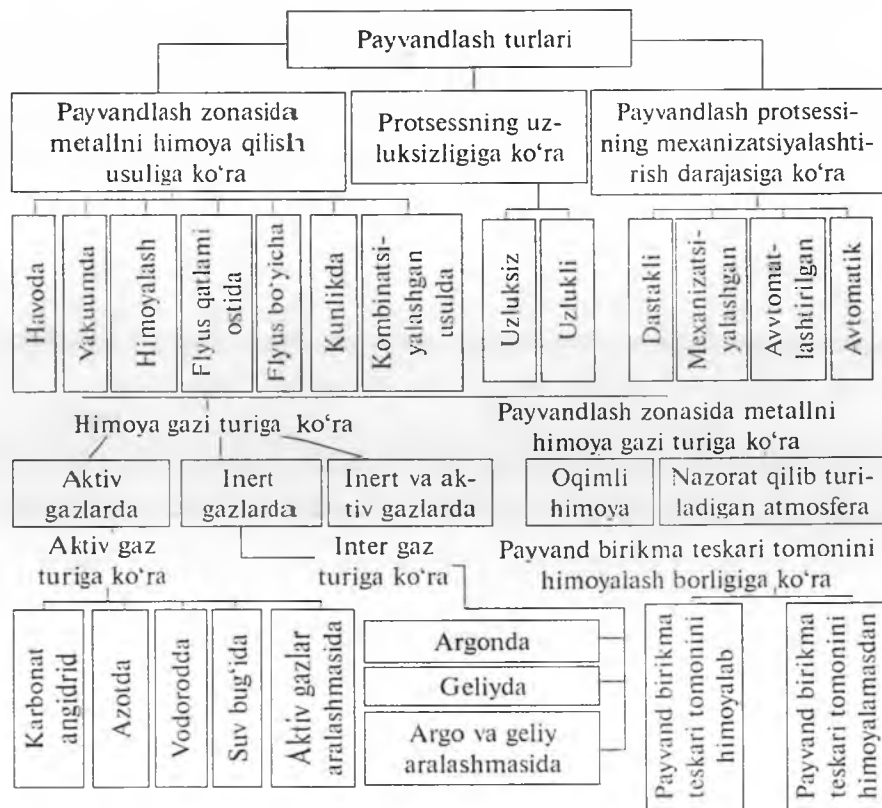 Payvandlash turlari
Payvandlash zonasida
metallni himoya qilish
usuliga ko‘ra
Protsessning uz-
luksizligiga ko‘ra
Payvandlash protsessi-
ning mexanizatsiyalashti-
rish darajasiga ko‘ra
Havoda
Vakuumda
Himoyalash
Flyus qatlami
ostida
Flyus bo‘yicha
Kunlikda
Kombinatsi-
yalashgan
usulda
Uzluksiz
Uzlukli
Dastakli
Mexanizatsi-
yalashgan
Avvtomat-
lashtirilgan
Avtomatik
Himoya gazi turiga ko‘ra
Payvandlash zonasida metallni
himoya gazi turiga ko‘ra
Aktiv
gazlarda
Inert
gazlarda
Inert va ak-
tiv gazlarda
Oqimli
himoya
Nazorat qilib turi-
ladigan atmosfera
Aktiv gaz
turiga ko‘ra
Inter gaz
turiga ko‘ra
Payvand birikma teskari tomonini
himoyalash borligiga ko‘ra
Karbonat
angidrid
Azotda
Vodorodda
Suv bug‘ida
Aktiv gazlar
aralashmasida
Argonda
Geliyda
Argo va geliy
aralashmasida
Payvand birikma
teskari tomonini
himoyalab
Payvand birikma
teskari tomonini
himoyalamasdan